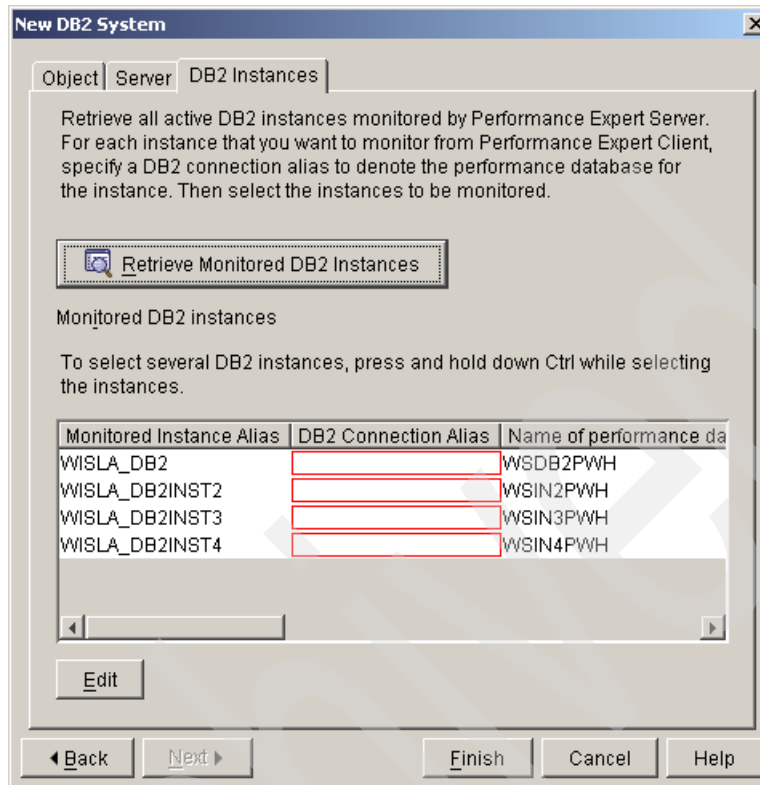 New DB2 System
Object Server DB2 Instances
Retrieve all active DB2 instances monitored by Performance Expert Server.
For each instance that you want to monitor from Performance Expert Client,
specify a DB2 connection alias to denote the performance database for
the instance. Then select the instances to be monitored.
Retrieve Monitored DB2 Instances
Monitored DB2 instances
To select several DB2 instances, press and hold down Ctrl while selecting
the instances.
Monitored Instance Alias DB2 Connection Alias Name of performance da
WISLA_DB2 WSDB2PWH
WISLA_DB2INST2 WSIN2PWH
WISLA_DB2INST3 WSIN3PWH
WISLA_DB2INST4 WSIN4PWH
Edit
Back Next Finish Cancel Help